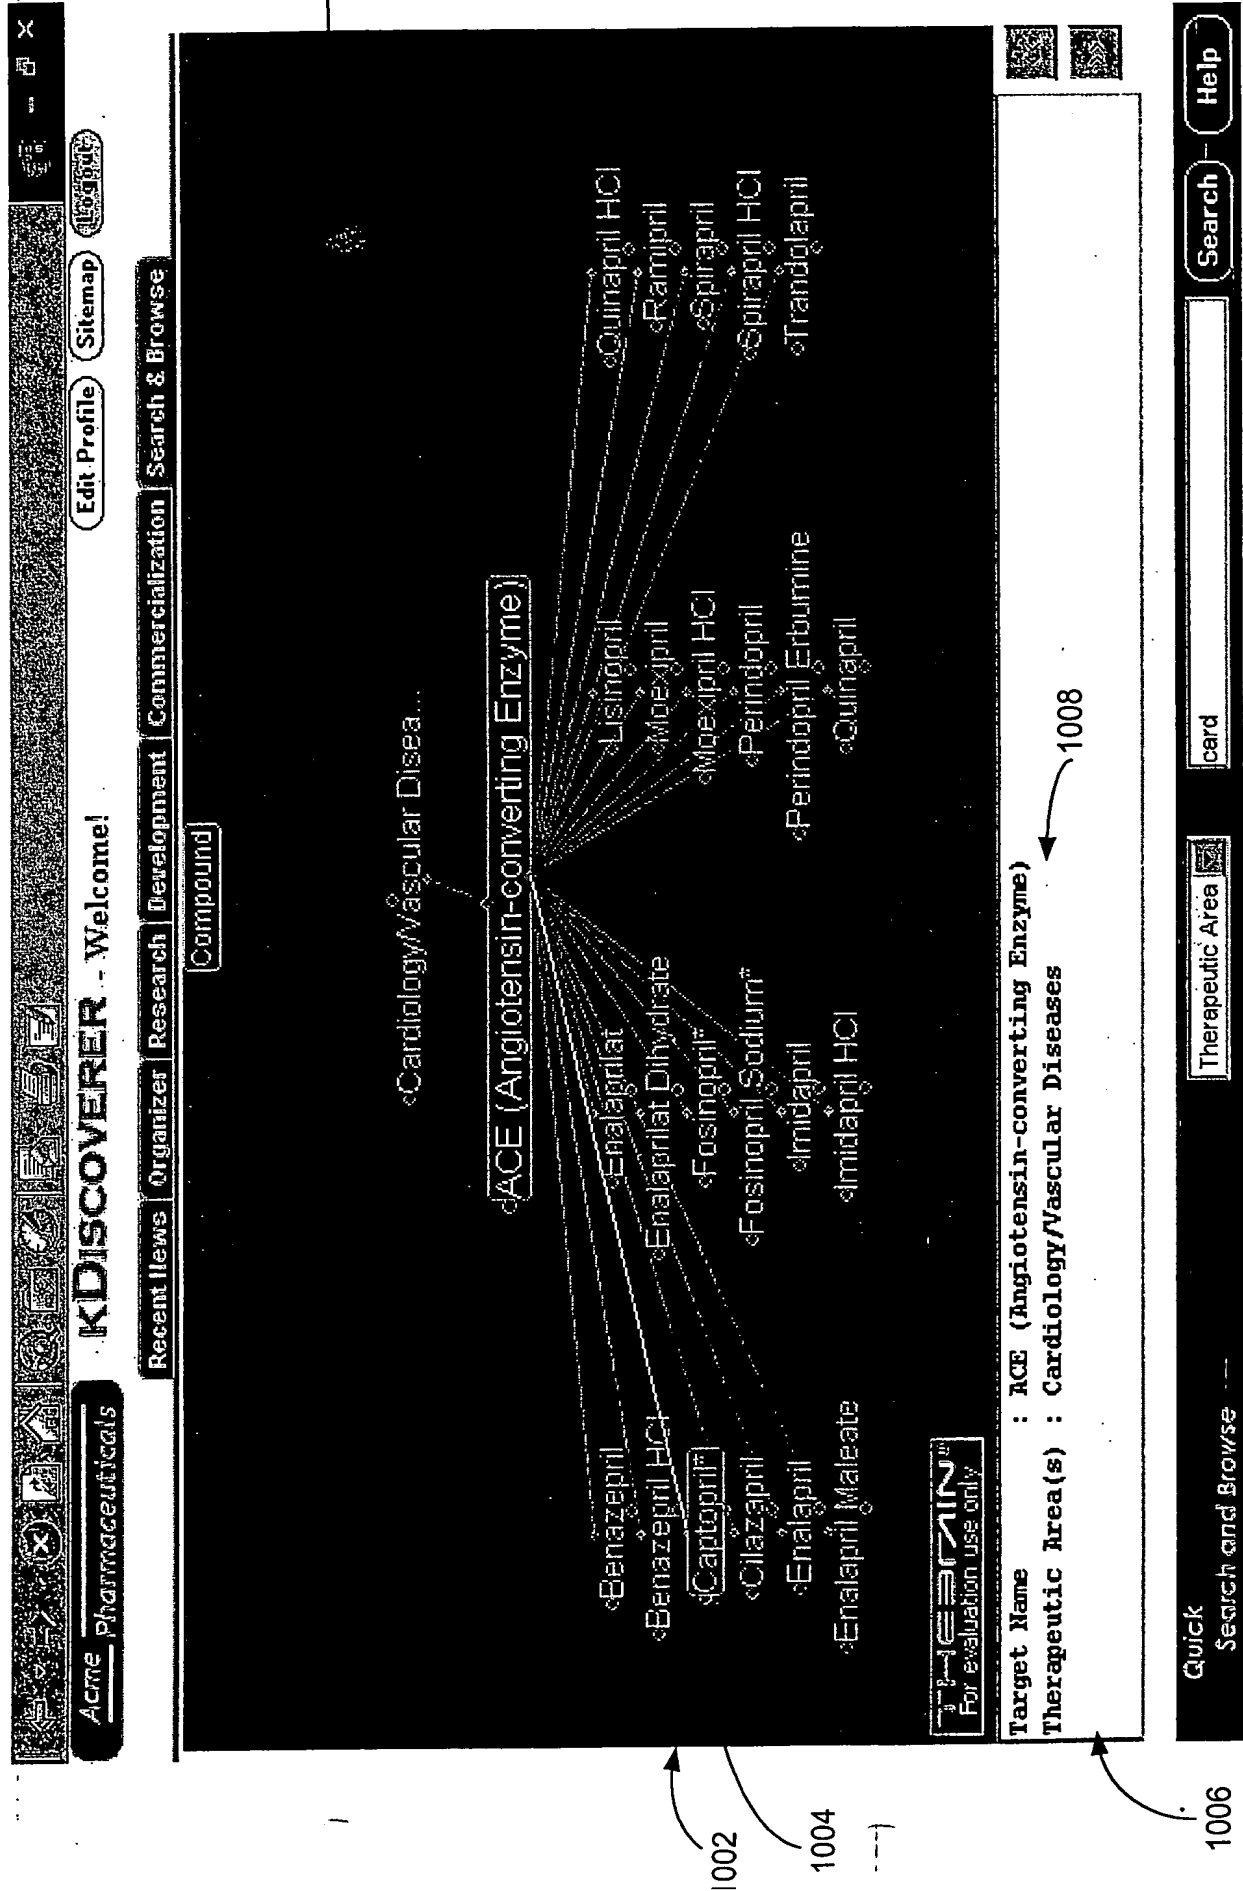 Acme
Pharmaceuticals
KDISCOVERER - Welcome!
Edit Profile
Sitemap
Logout
Recent News
Organizer
Research
Development
Commercialization
Search & Browse
Compound
Cardiology/Vascular Disea...
ACE (Angiotensin-converting Enzyme)
Benazepril
Benazepril HCl
Captopril"
Cilazapril
Enalapril
Enalapril Maleate
Enalaprilat
Enalaprilat Dihydrate
Fosinopril"
Fosinopril Sodium"
Imidapril
Imidapril HCl
Lisinopril
Moexipril
Moexipril HCl
Perindopril
Perindopril Erbumine
Quinapril
Quinapril HCl
Ramipril
Spirapril
Spirapril HCl
Trandolapril
THEBRAIN™
For evaluation use only
Target Name : ACE (Angiotensin-converting Enzyme)
Therapeutic Area(s) : Cardiology/Vascular Diseases
Quick
Search and Browse
Therapeutic Area
card
Search
Help
1002
1004
1006
1008